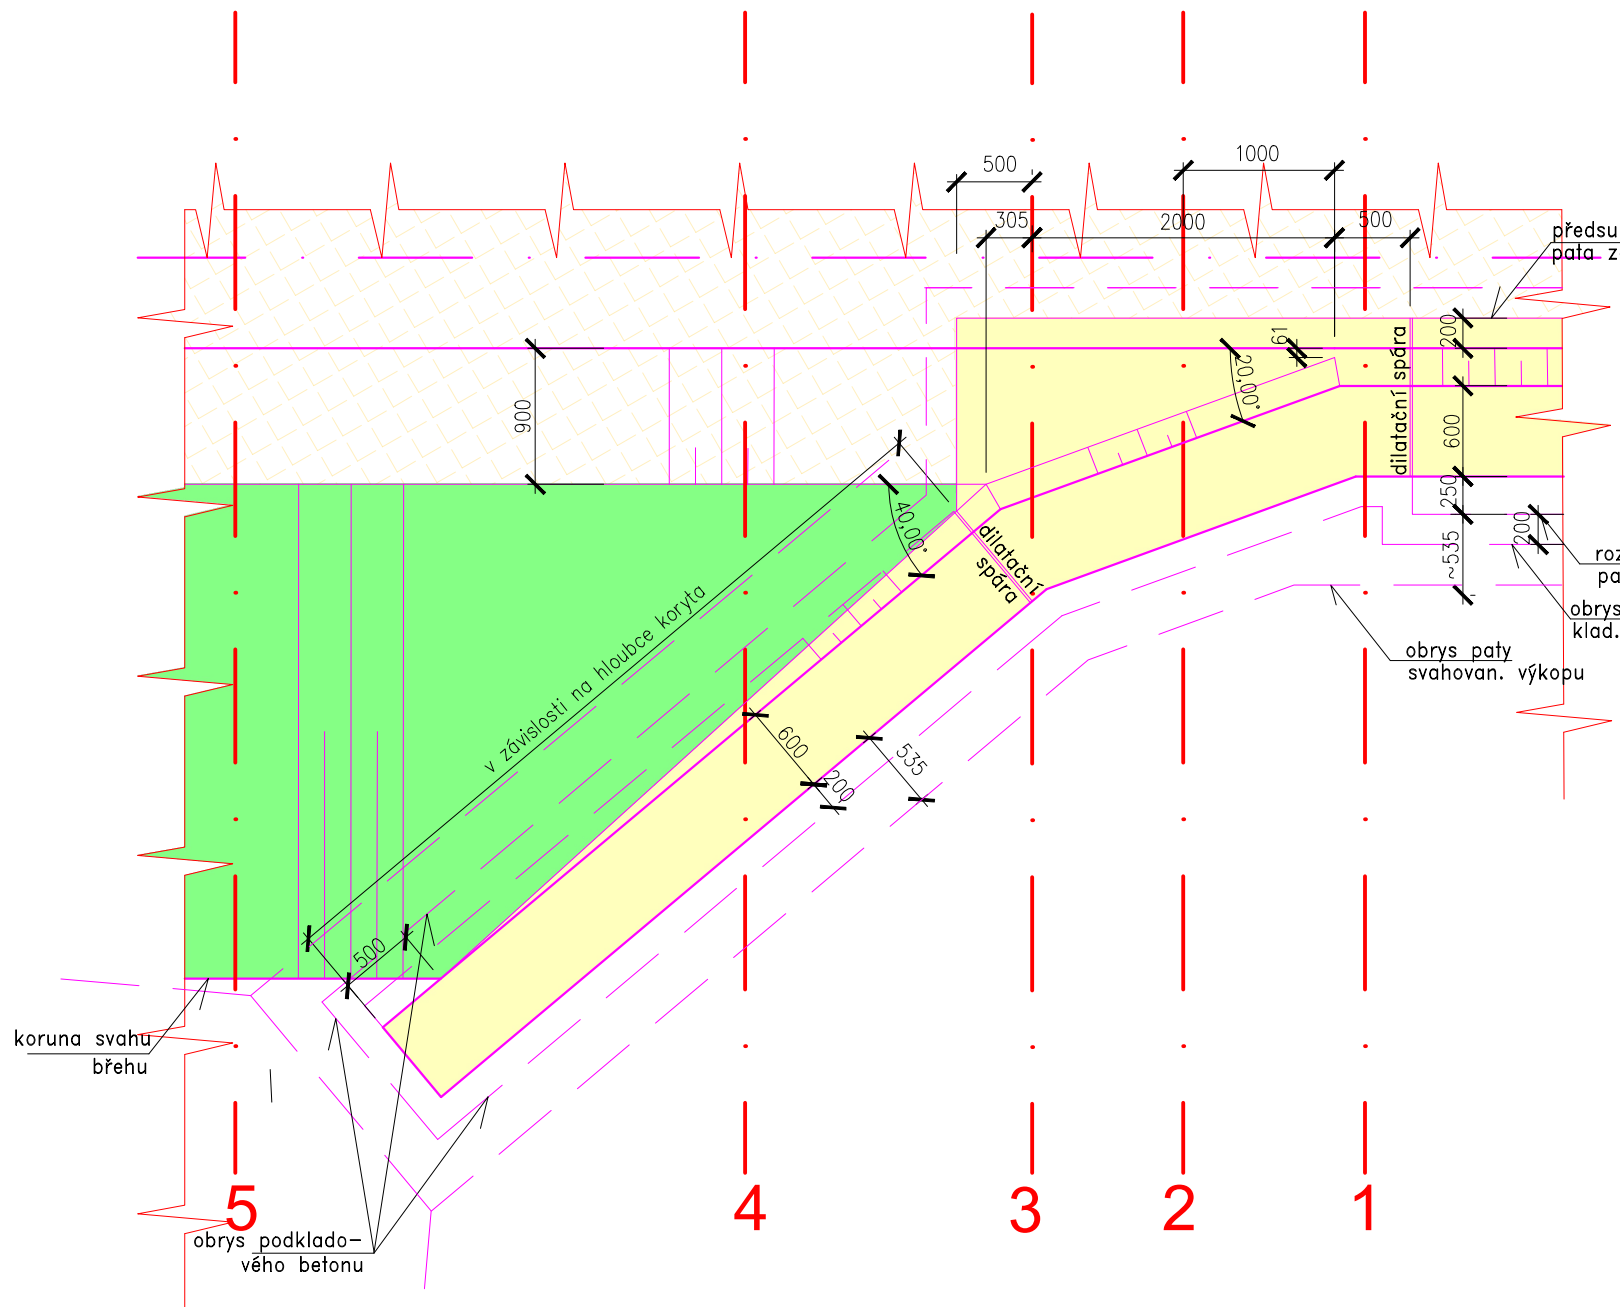 500
1000
305
2000
500
předsu
pata z
61
200
dilatační spára
20,00°
900
600
40,00°
250
200
dilatační
spára
~535
roz
pa
v závislosti na hloubce koryta
obrys
klad.
obrys paty
svahovan. výkopu
600
535
200
500
koruna svahu
břehu
5
4
3
2
1
obrys podklado-
vého betonu